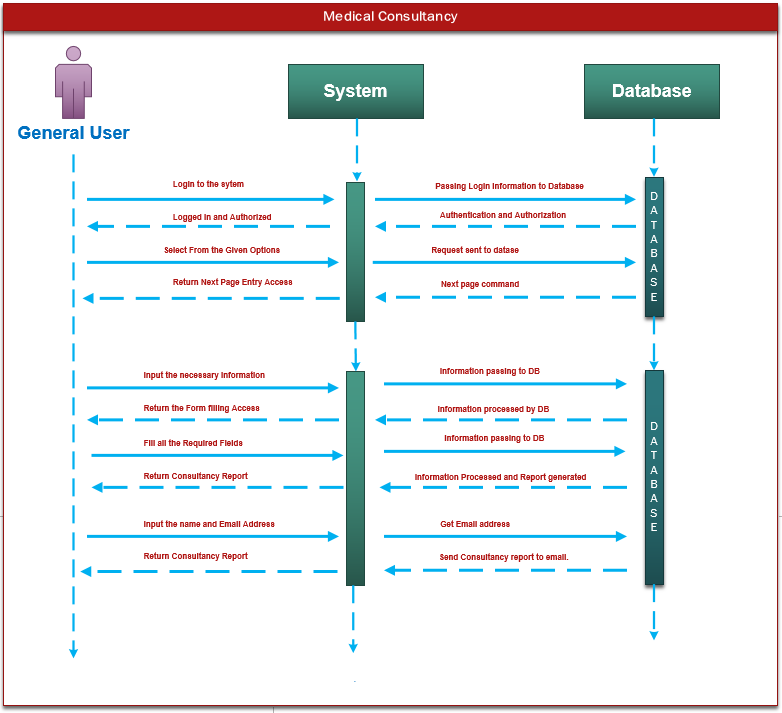 Medical Consultancy
System
Database
General User
Login to the sytem
Passing Login Information to Database
Logged in and Authorized
Authentication and Authorization
Select From the Given Options
Request sent to datase
Return Next Page Entry Access
Next page command
DATABASE
Input the necessary information
Information passing to DB
Return the Form filling Access
Information processed by DB
Fill all the Required Fields
Information passing to DB
Return Consultancy Report
Information Processed and Report generated
Input the name and Email Address
Get Email address
Return Consultancy Report
Send Consultancy report to email.
DATABASE